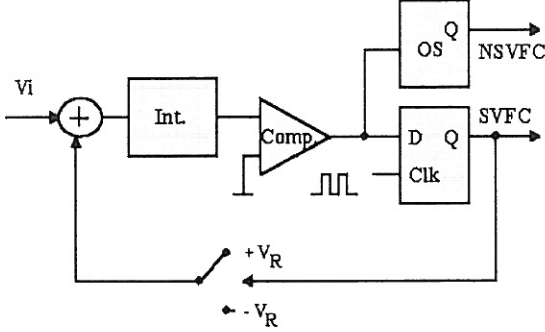 Q
OS
NSVFC
Vi
+
Int.
Comp.
SVFC
D Q
Clk
+V_R
-V_R